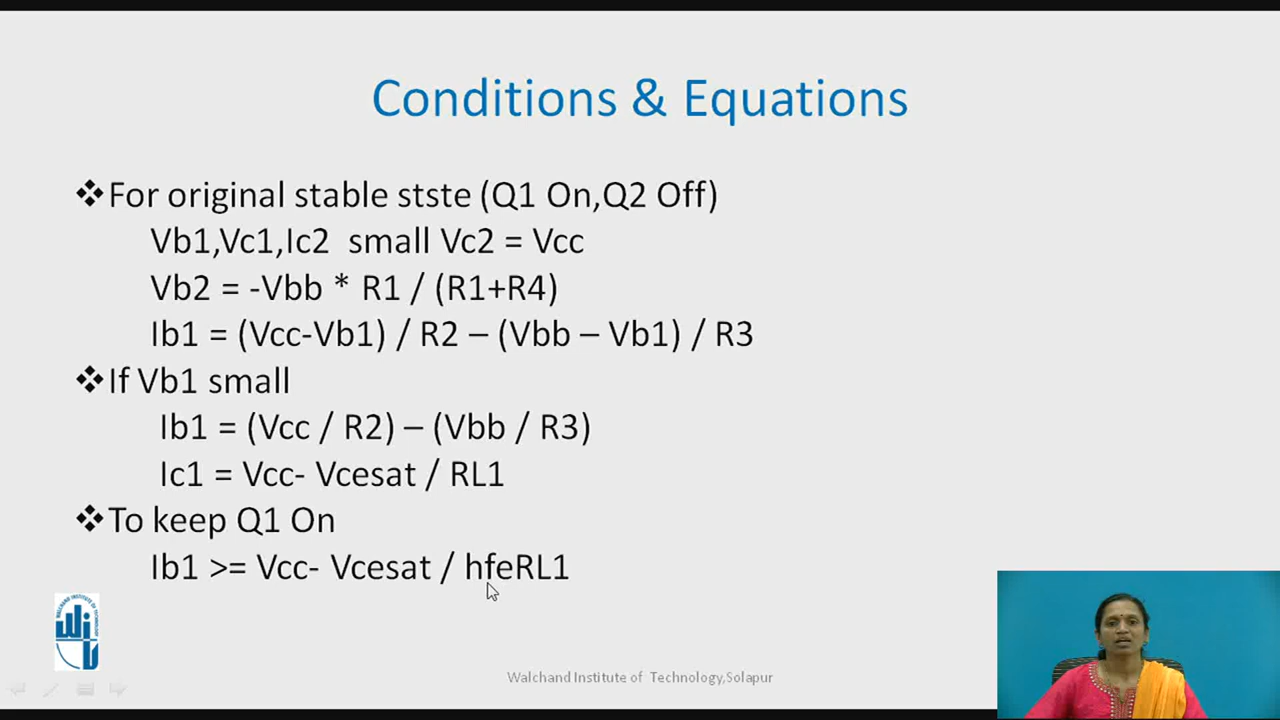 Conditions & Equations
❖For original stable stste (Q1 On,Q2 Off)
Vb1,Vc1,Ic2 small Vc2 = Vcc
Vb2 = -Vbb * R1 / (R1+R4)
Ib1 = (Vcc-Vb1) / R2 – (Vbb – Vb1) / R3
❖If Vb1 small
Ib1 = (Vcc / R2) – (Vbb / R3)
Ic1 = Vcc- Vcesat / RL1
❖To keep Q1 On
Ib1 >= Vcc- Vcesat / hfeRL1
Walchand Institute of Technology,Solapur